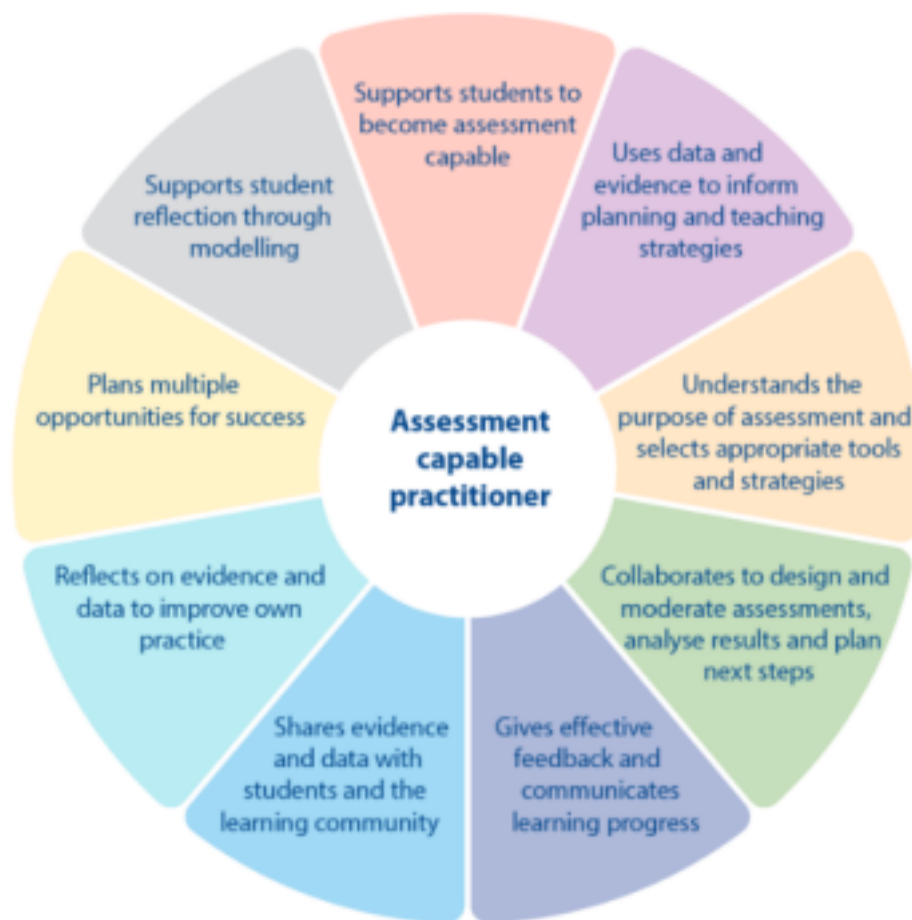 Supports students to
become assessment
capable
Uses data and
evidence to inform
planning and teaching
strategies
Understands the
purpose of assessment and
selects appropriate tools
and strategies
Collaborates to design and
moderate assessments,
analyse results and plan
next steps
Gives effective
feedback and
communicates
learning progress
Shares evidence
and data with
students and the
learning community
Reflects on evidence and
data to improve own
practice
Plans multiple
opportunities for success
Supports student
reflection through
modelling
Assessment
capable
practitioner